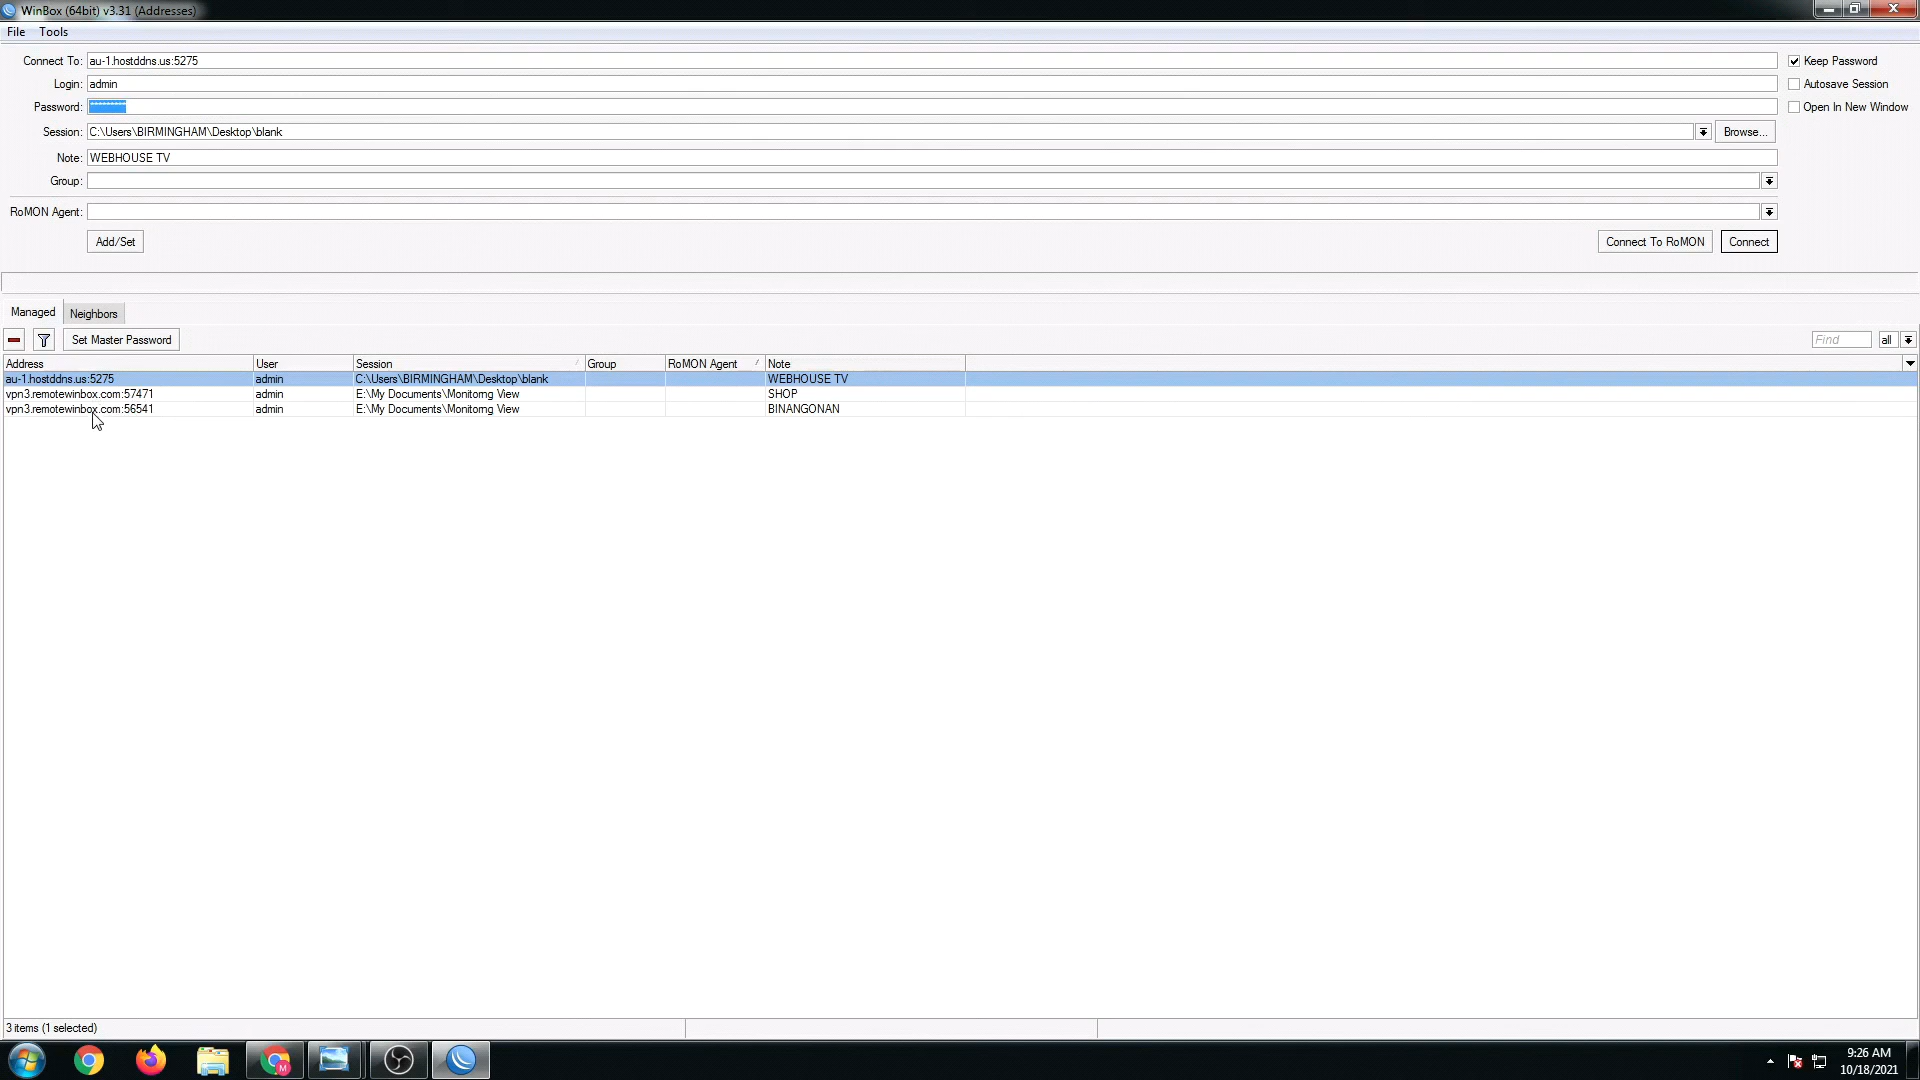 WinBox (64bit) v3.31 (Addresses)
File Tools
Connect To: au-1.hostddns.us:5275
Keep Password
Login: admin
Autosave Session
Password: *********
Open In New Window
Session: C:\Users\BIRMINGHAM\Desktop\blank
Browse...
Note: WEBHOUSE TV
Group:
RoMON Agent:
Add/Set
Connect To RoMON Connect
Managed Neighbors
Set Master Password
Find all
Address User Session Group RoMON Agent Note
au-1.hostddns.us:5275 admin C:\Users\BIRMINGHAM\Desktop\blank WEBHOUSE TV
vpn3.remotewinbox.com:57471 admin E:\My Documents\Monitorng View SHOP
vpn3.remotewinbox.com:56541 admin E:\My Documents\Monitorng View BINANGONAN
3 items (1 selected)
9:26 AM
10/18/2021